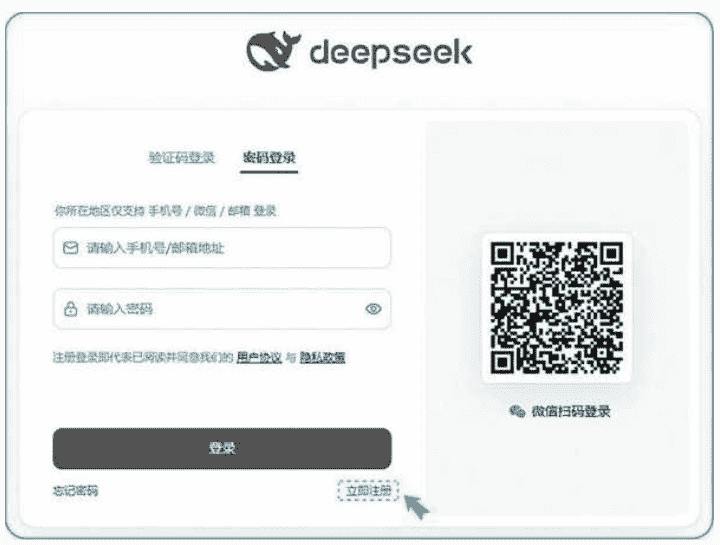 deepseek
验证码登录 密码登录
你所在地区仅支持 手机号 / 微信 / 邮箱 登录
请输入手机号/邮箱地址
请输入密码
注册登录即代表已阅读并同意我们的 用户协议 与 隐私政策
登录
忘记密码 立即注册
微信扫码登录